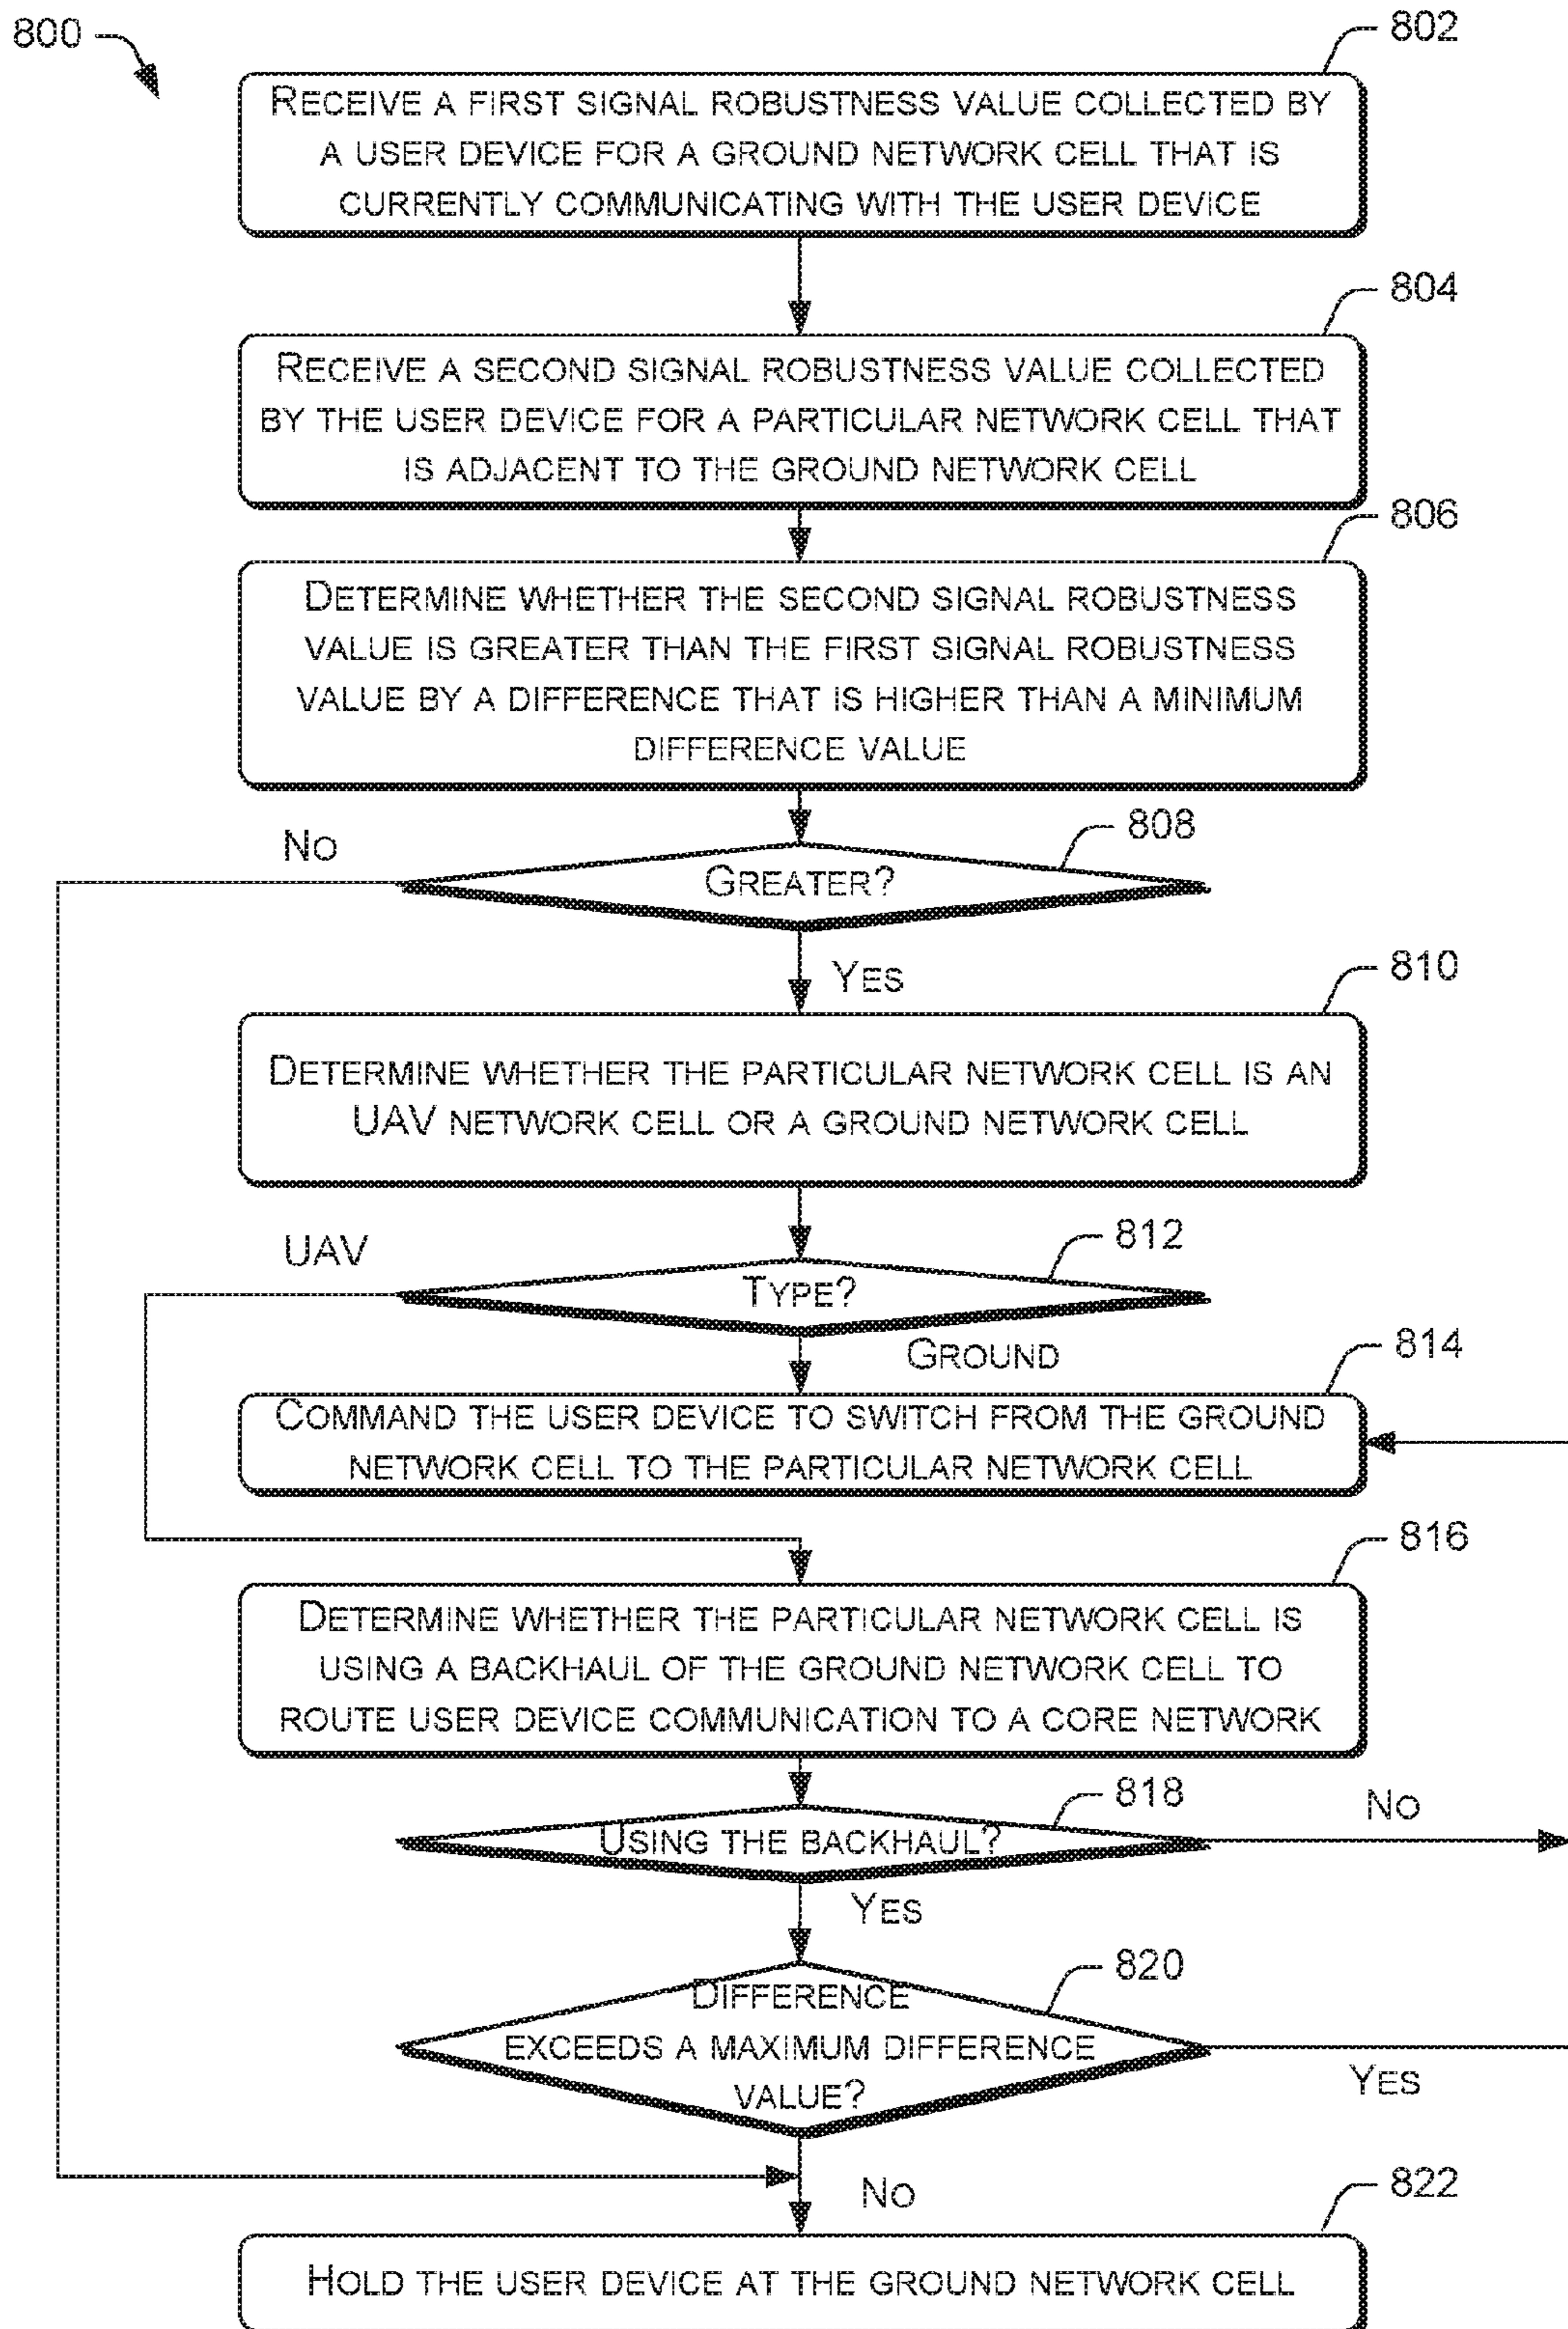 800
802
RECEIVE A FIRST SIGNAL ROBUSTNESS VALUE COLLECTED BY
A USER DEVICE FOR A GROUND NETWORK CELL THAT IS
CURRENTLY COMMUNICATING WITH THE USER DEVICE
804
RECEIVE A SECOND SIGNAL ROBUSTNESS VALUE COLLECTED
BY THE USER DEVICE FOR A PARTICULAR NETWORK CELL THAT
IS ADJACENT TO THE GROUND NETWORK CELL
806
DETERMINE WHETHER THE SECOND SIGNAL ROBUSTNESS
VALUE IS GREATER THAN THE FIRST SIGNAL ROBUSTNESS
VALUE BY A DIFFERENCE THAT IS HIGHER THAN A MINIMUM
DIFFERENCE VALUE
808
NO
GREATER?
YES
810
DETERMINE WHETHER THE PARTICULAR NETWORK CELL IS AN
UAV NETWORK CELL OR A GROUND NETWORK CELL
812
UAV
TYPE?
GROUND
814
COMMAND THE USER DEVICE TO SWITCH FROM THE GROUND
NETWORK CELL TO THE PARTICULAR NETWORK CELL
816
DETERMINE WHETHER THE PARTICULAR NETWORK CELL IS
USING A BACKHAUL OF THE GROUND NETWORK CELL TO
ROUTE USER DEVICE COMMUNICATION TO A CORE NETWORK
818
NO
USING THE BACKHAUL?
YES
820
DIFFERENCE
EXCEEDS A MAXIMUM DIFFERENCE
VALUE?
YES
NO
822
HOLD THE USER DEVICE AT THE GROUND NETWORK CELL